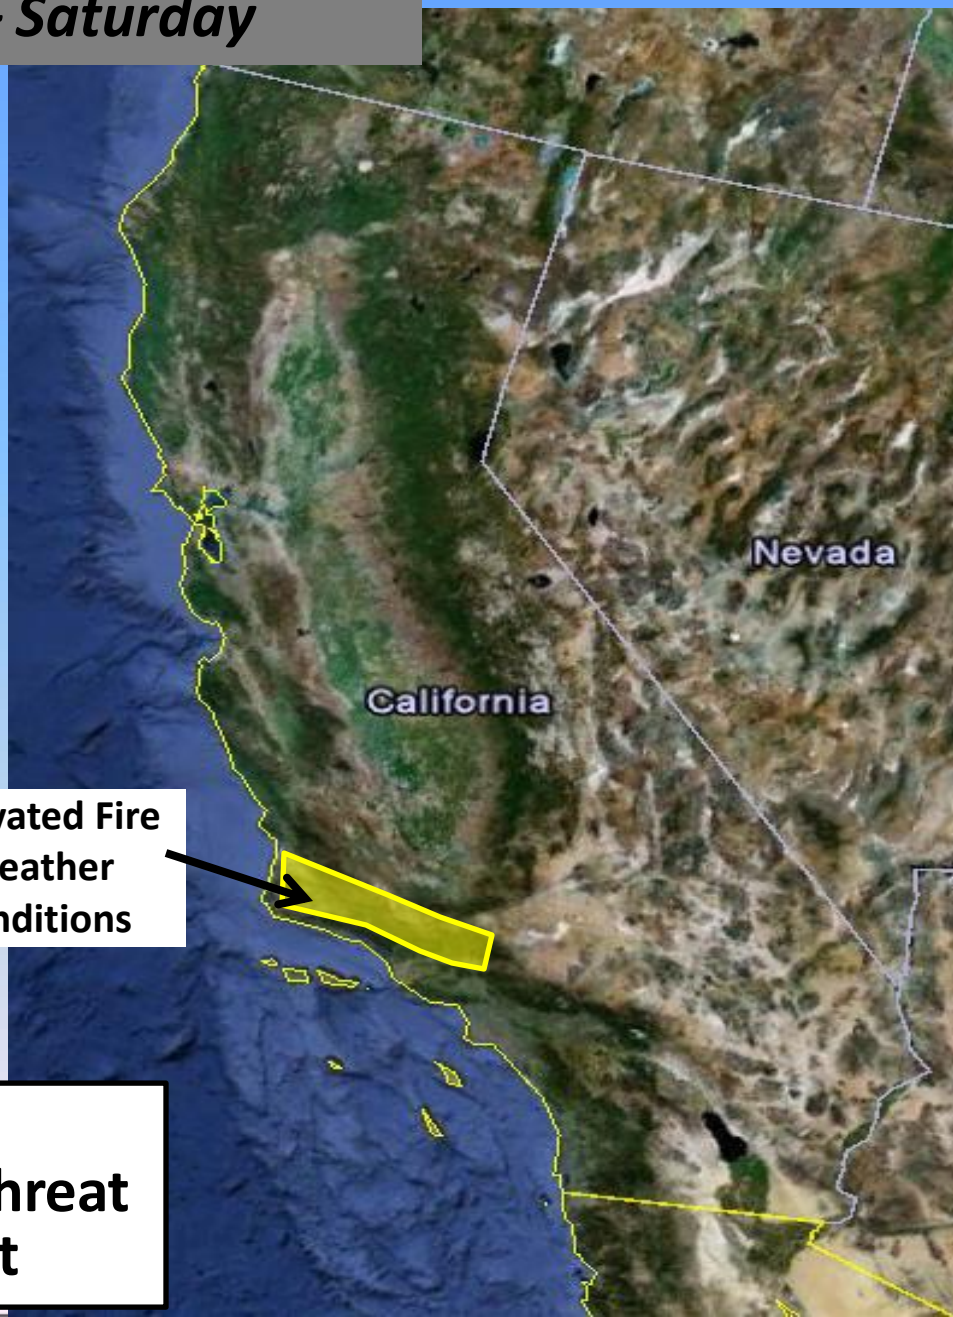 - Saturday
Nevada
California
vated Fire
eather
nditions
hreat
t